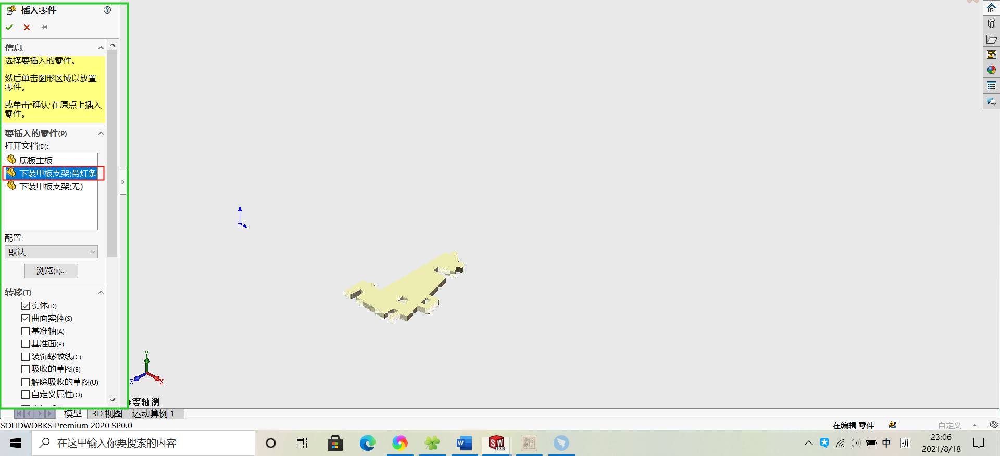 插入零件
信息
选择要插入的零件。
然后单击图形区域以放置
零件。
或单击“确认”在原点上插入
零件。
要插入的零件(P)
打开文档(D):
底板主板
下装甲板支架(带灯条
下装甲板支架(无)
配置:
默认
浏览(B)...
转移(T)
实体(D)
曲面实体(S)
基准轴(A)
基准面(P)
装饰螺蚊线(C)
吸收的草图(B)
解除吸收的草图(U)
自定义属性(O)
Y
Z
X
*等轴测
模型
3D 视图
运动算例 1
SOLIDWORKS Premium 2020 SP0.0
在编辑 零件
自定义
在这里输入你要搜索的内容
W
SW
2020
中
拼
23:06
2021/8/18